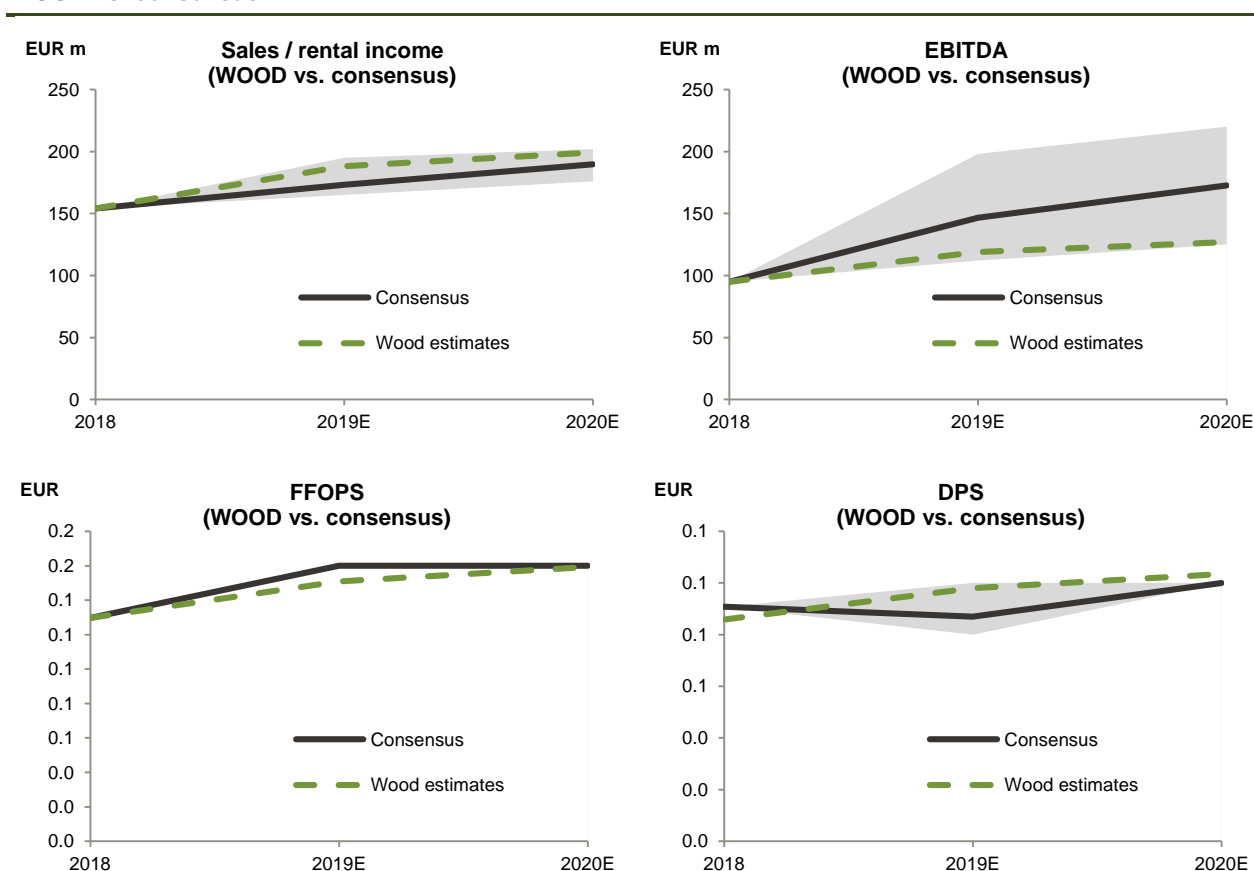 EUR m
Sales / rental income
(WOOD vs. consensus)
250
200
150
100
50
0
2018
2019E
2020E
Consensus
Wood estimates
EUR m
EBITDA
(WOOD vs. consensus)
250
200
150
100
50
0
2018
2019E
2020E
Consensus
Wood estimates
EUR
FFOPS
(WOOD vs. consensus)
0.2
0.2
0.1
0.1
0.1
0.1
0.1
0.0
0.0
0.0
2018
2019E
2020E
Consensus
Wood estimates
EUR
DPS
(WOOD vs. consensus)
0.1
0.1
0.1
0.1
0.0
0.0
0.0
2018
2019E
2020E
Consensus
Wood estimates